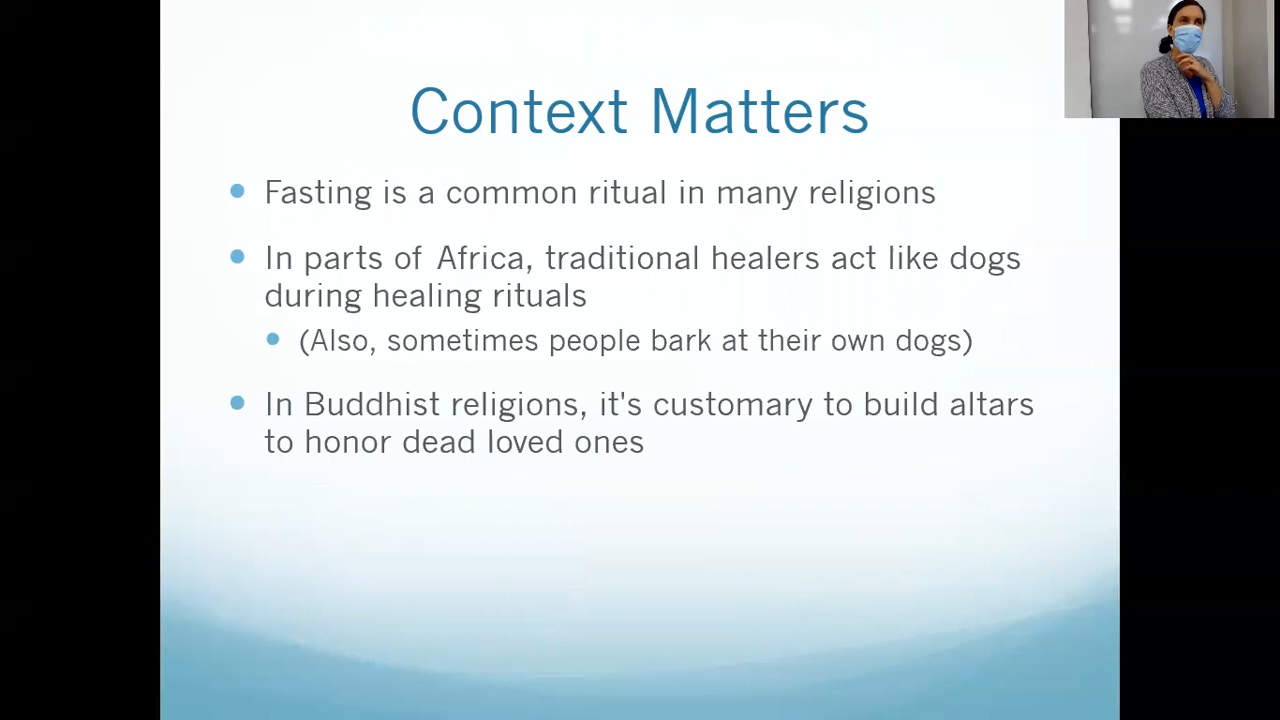 Context Matters
Fasting is a common ritual in many religions
In parts of Africa, traditional healers act like dogs
during healing rituals
(Also, sometimes people bark at their own dogs)
In Buddhist religions, it's customary to build altars
to honor dead loved ones